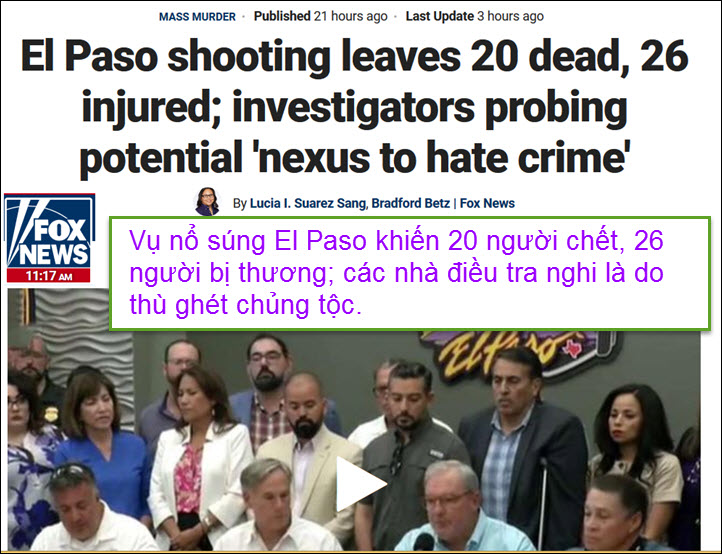 MASS MURDER · Published 21 hours ago · Last Update 3 hours ago
El Paso shooting leaves 20 dead, 26
injured; investigators probing
potential 'nexus to hate crime'
By Lucia I. Suarez Sang, Bradford Betz | Fox News
FOX
NEWS
11:17 AM
Vụ nổ súng El Paso khiến 20 người chết, 26
người bị thương; các nhà điều tra nghi là do
thù ghét chủng tộc.
El Paso